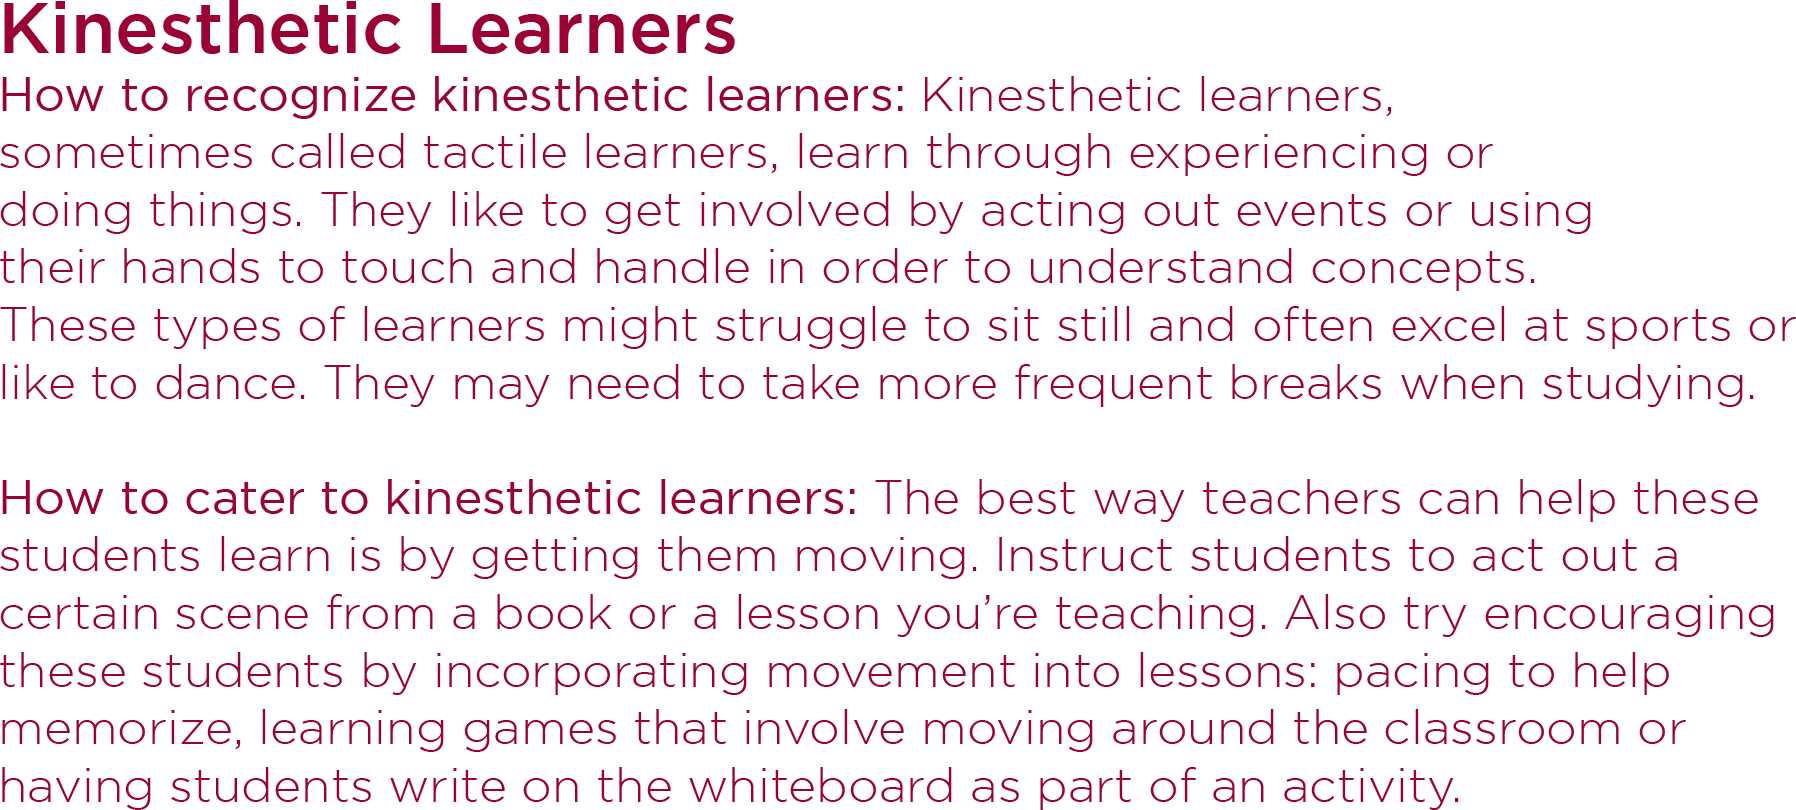 Kinesthetic Learners
How to recognize kinesthetic learners: Kinesthetic learners,
sometimes called tactile learners, learn through experiencing or
doing things. They like to get involved by acting out events or using
their hands to touch and handle in order to understand concepts.
These types of learners might struggle to sit still and often excel at sports or
like to dance. They may need to take more frequent breaks when studying.
How to cater to kinesthetic learners: The best way teachers can help these
students learn is by getting them moving. Instruct students to act out a
certain scene from a book or a lesson you’re teaching. Also try encouraging
these students by incorporating movement into lessons: pacing to help
memorize, learning games that involve moving around the classroom or
having students write on the whiteboard as part of an activity.